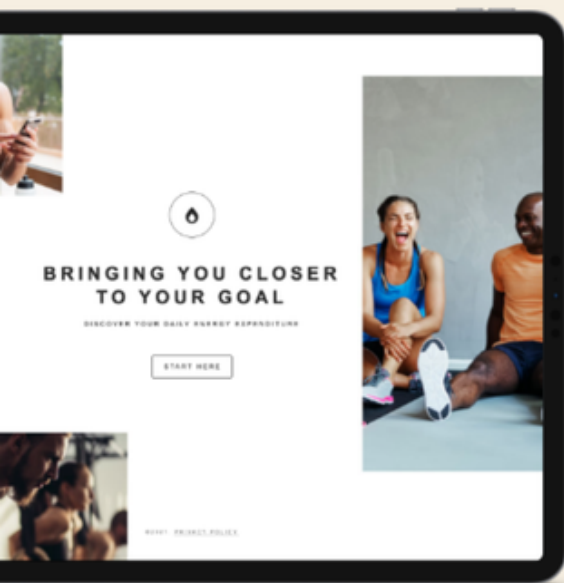 BRINGING YOU CLOSER
TO YOUR GOAL
DISCOVER YOUR DAILY ENERGY EXPENDITURE
START HERE
PRIVACY POLICY